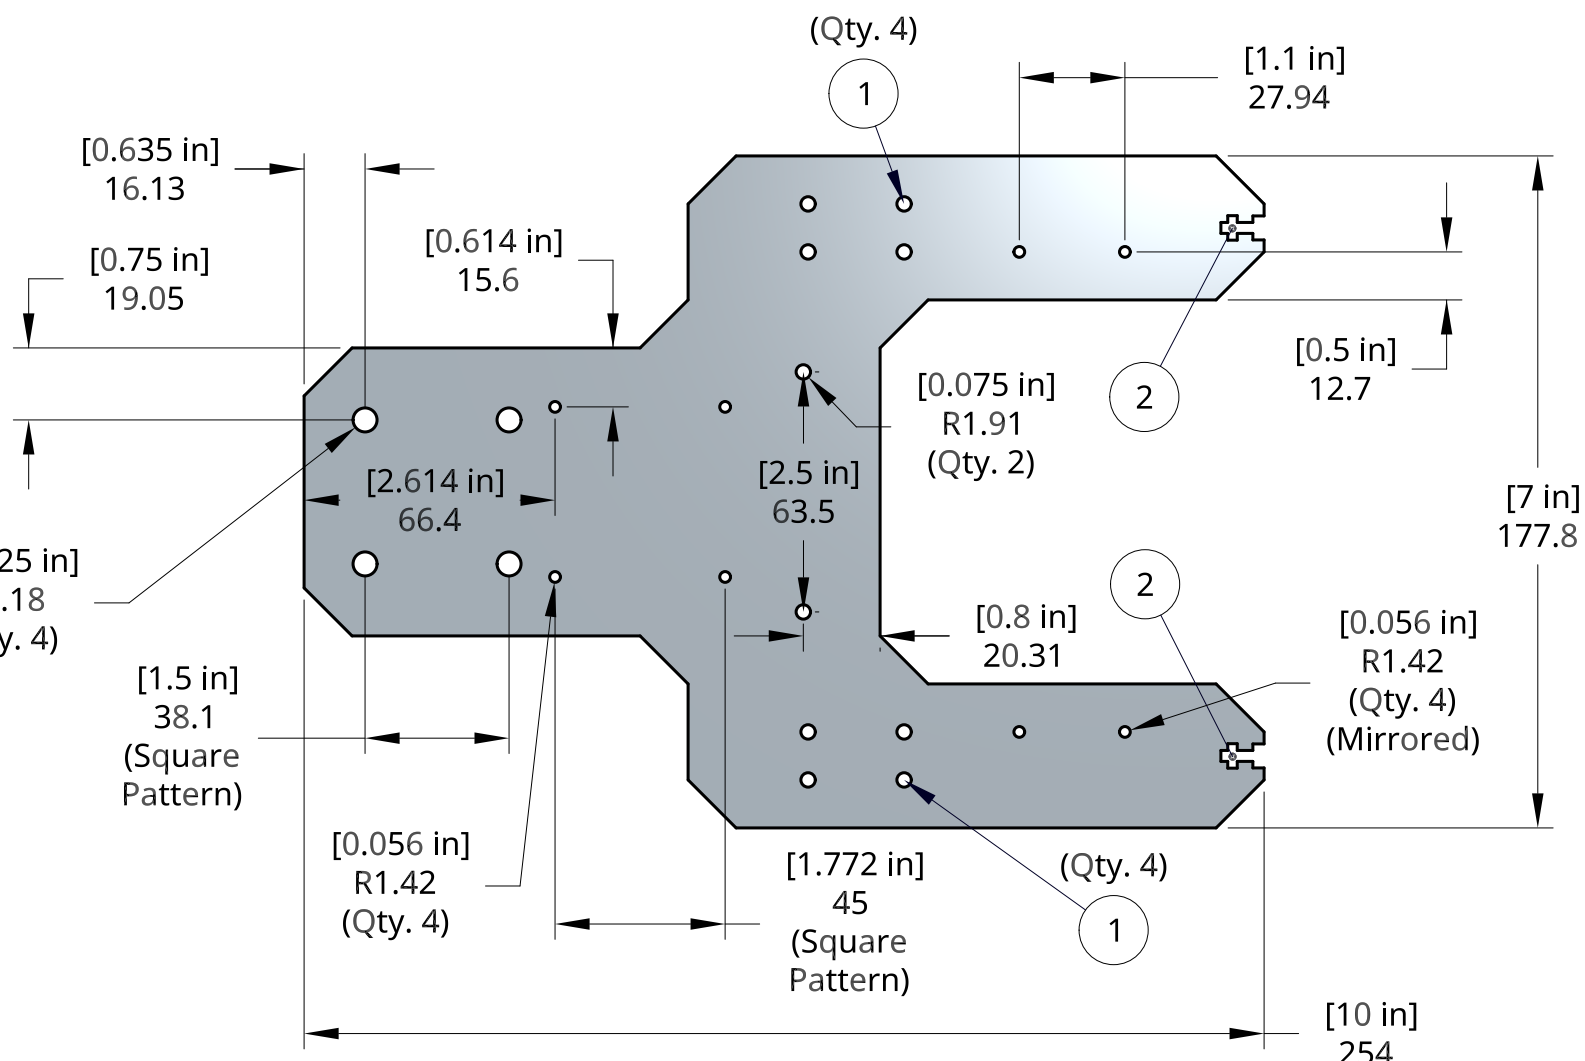 (Qty. 4)
1
[1.1 in]
27.94
[0.635 in]
16.13
[0.614 in]
15.6
[0.75 in]
19.05
[0.5 in]
12.7
2
[0.075 in]
R1.91
(Qty. 2)
[2.614 in]
66.4
[2.5 in]
63.5
[7 in]
177.8
25 in]
.18
y. 4)
2
[0.8 in]
20.31
[0.056 in]
R1.42
(Qty. 4)
(Mirrored)
[1.5 in]
38.1
(Square
Pattern)
[0.056 in]
R1.42
(Qty. 4)
[1.772 in]
45
(Square
Pattern)
(Qty. 4)
1
[10 in]
254